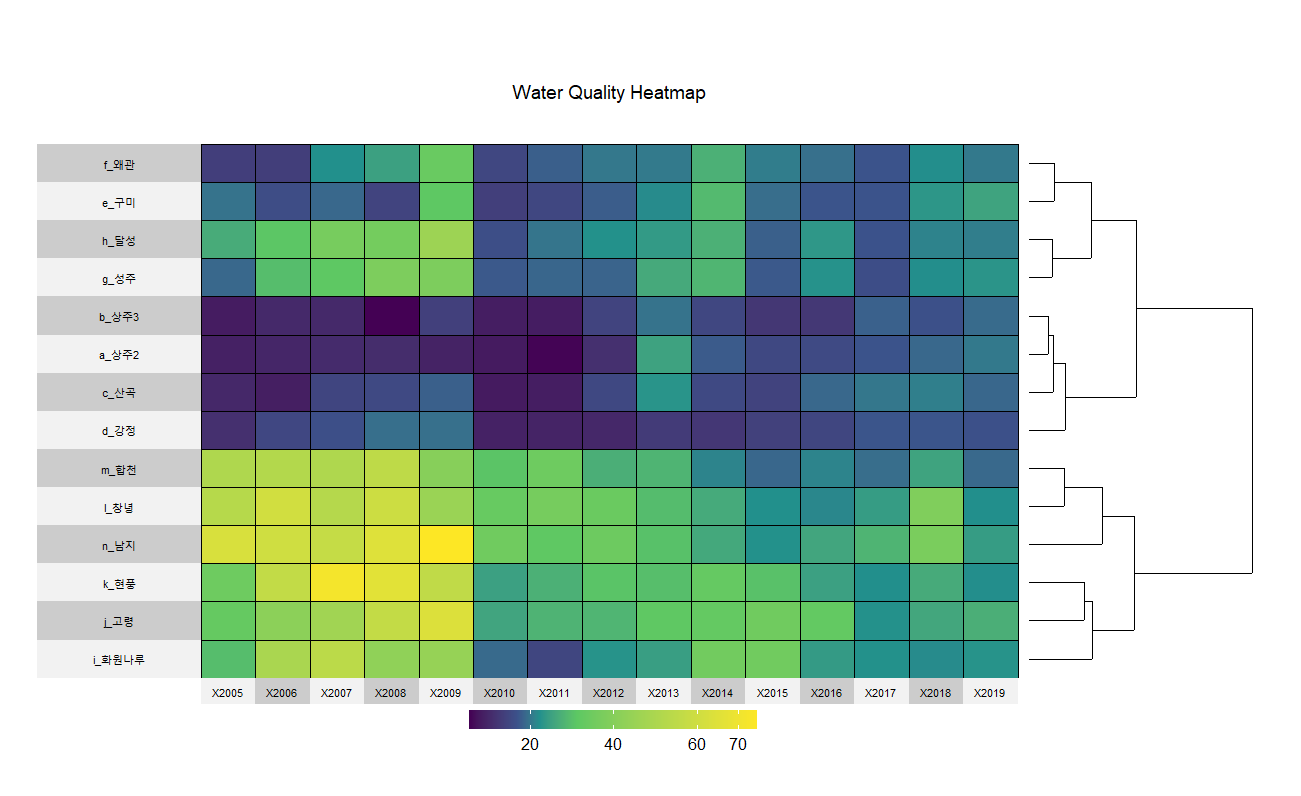 Water Quality Heatmap
f_왜관
e_구미
h_달성
g_성주
b_상주3
a_상주2
c_산곡
d_강정
m_합천
l_창녕
n_남지
k_현풍
j_고령
i_화원나루
X2005 X2006 X2007 X2008 X2009 X2010 X2011 X2012 X2013 X2014 X2015 X2016 X2017 X2018 X2019
20 40 60 70